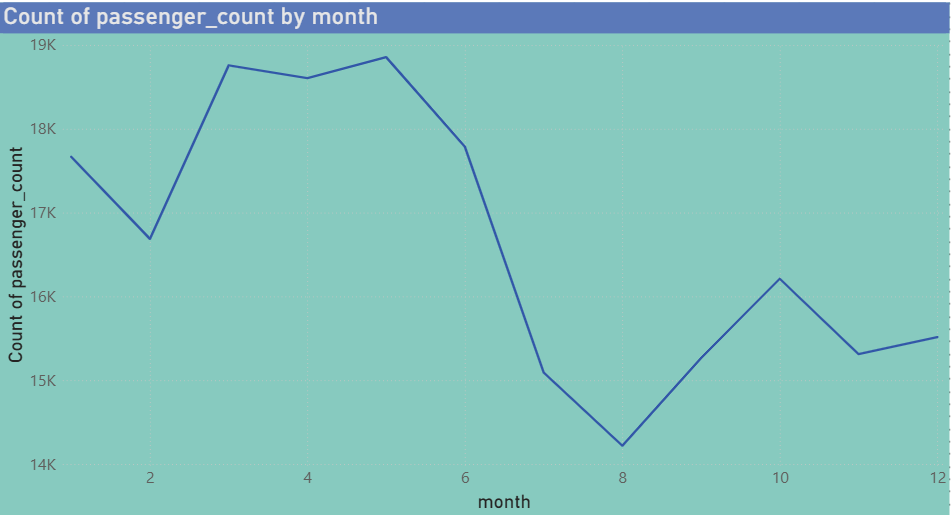 Count of passenger_count by month
19K
18K
17K
16K
15K
14K
Count of passenger_count
2 4 6 8 10 12
month